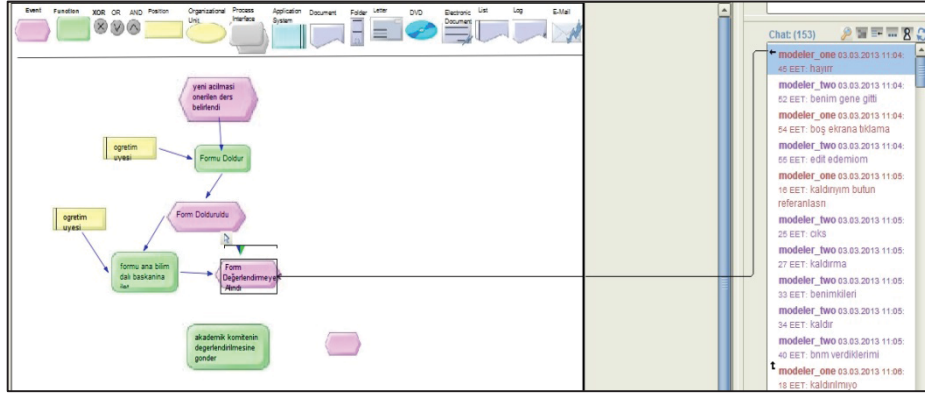 Event Function XOR OR AND Position Organizational Process Application Document Folder Letter DVD Electronic List Log E-Mail
Unit Interface System Document
yeni acilmasi
onerilen ders
belirlendi
ogretim
uyesi
Formu Doldur
ogretim
uyesi
Form Dolduruldu
formu ana bilim
dalı baskanina
ilet
Form
Değerlendirmeye
Alındı
akademik komitenin
degerlendirilmesine
gonder
Chat: (153)
modeler_one 03.03.2013 11:04:
45 EET: hayırr
modeler_two 03.03.2013 11:04:
52 EET: benim gene gitti
modeler_one 03.03.2013 11:04:
54 EET: boş ekrana tıklama
modeler_two 03.03.2013 11:04:
55 EET: edit edemiom
modeler_one 03.03.2013 11:05:
16 EET: kaldırıyım butun
referanlasrı
modeler_two 03.03.2013 11:05:
25 EET: oks
modeler_two 03.03.2013 11:05:
27 EET: kaldırma
modeler_two 03.03.2013 11:05:
33 EET: benimkileri
modeler_two 03.03.2013 11:05:
34 EET: kaldır
modeler_two 03.03.2013 11:05:
40 EET: bnm verdiklerimi
modeler_one 03.03.2013 11:06:
18 EET: kaldırılmıyo